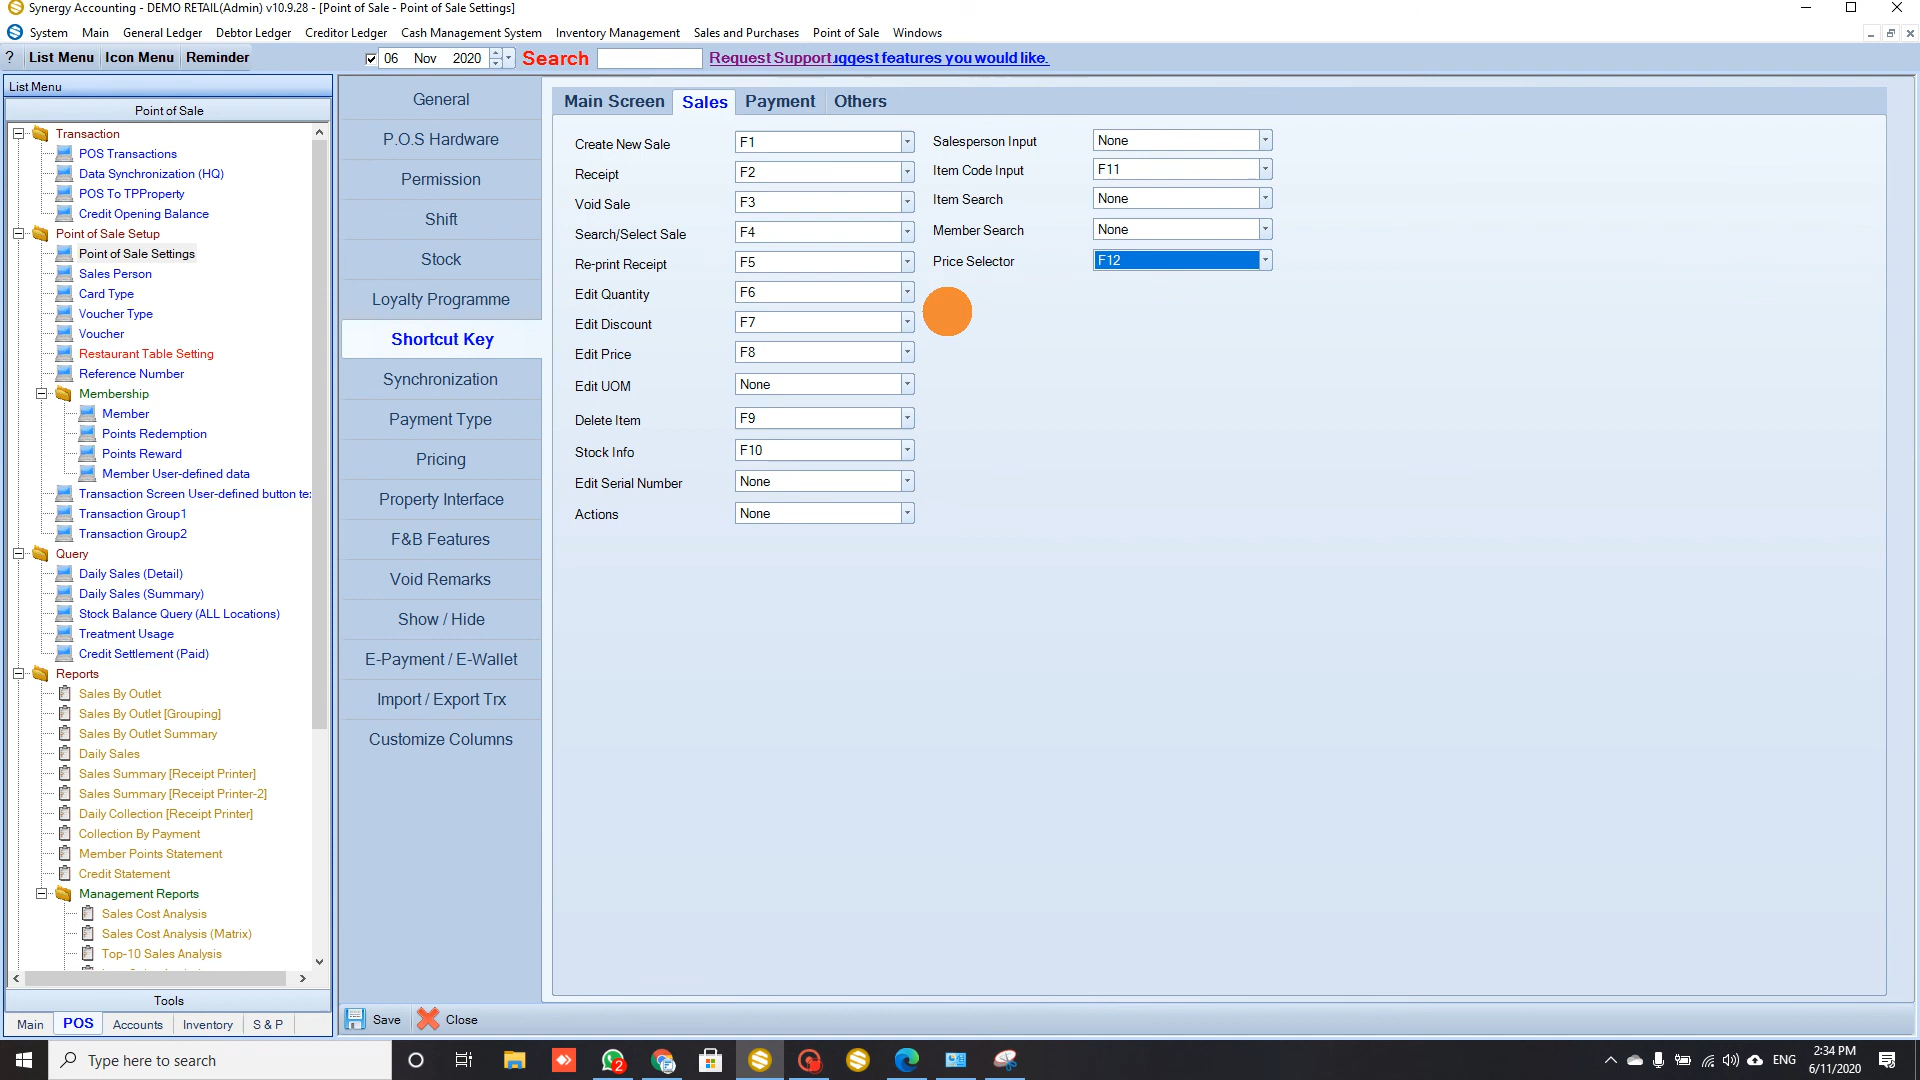 Synergy Accounting - DEMO RETAIL(Admin) v10.9.28 - [Point of Sale - Point of Sale Settings]
System Main General Ledger Debtor Ledger Creditor Ledger Cash Management System Inventory Management Sales and Purchases Point of Sale Windows
? List Menu Icon Menu Reminder 06 Nov 2020 Search Request Support.uggest features you would like.
List Menu
Point of Sale
Transaction
POS Transactions
Data Synchronization (HQ)
POS To TPProperty
Credit Opening Balance
Point of Sale Setup
Point of Sale Settings
Sales Person
Card Type
Voucher Type
Voucher
Restaurant Table Setting
Reference Number
Membership
Member
Points Redemption
Points Reward
Member User-defined data
Transaction Screen User-defined button te:
Transaction Group1
Transaction Group2
Query
Daily Sales (Detail)
Daily Sales (Summary)
Stock Balance Query (ALL Locations)
Treatment Usage
Credit Settlement (Paid)
Reports
Sales By Outlet
Sales By Outlet [Grouping]
Sales By Outlet Summary
Daily Sales
Sales Summary [Receipt Printer]
Sales Summary [Receipt Printer-2]
Daily Collection [Receipt Printer]
Collection By Payment
Member Points Statement
Credit Statement
Management Reports
Sales Cost Analysis
Sales Cost Analysis (Matrix)
Top-10 Sales Analysis
Tools
Main POS Accounts Inventory S & P
General
P.O.S Hardware
Permission
Shift
Stock
Loyalty Programme
Shortcut Key
Synchronization
Payment Type
Pricing
Property Interface
F&B Features
Void Remarks
Show / Hide
E-Payment / E-Wallet
Import / Export Trx
Customize Columns
Main Screen Sales Payment Others
Create New Sale F1
Receipt F2
Void Sale F3
Search/Select Sale F4
Re-print Receipt F5
Edit Quantity F6
Edit Discount F7
Edit Price F8
Edit UOM None
Delete Item F9
Stock Info F10
Edit Serial Number None
Actions None
Salesperson Input None
Item Code Input F11
Item Search None
Member Search None
Price Selector F12
Save Close
Type here to search
2
ENG
2:34 PM
6/11/2020